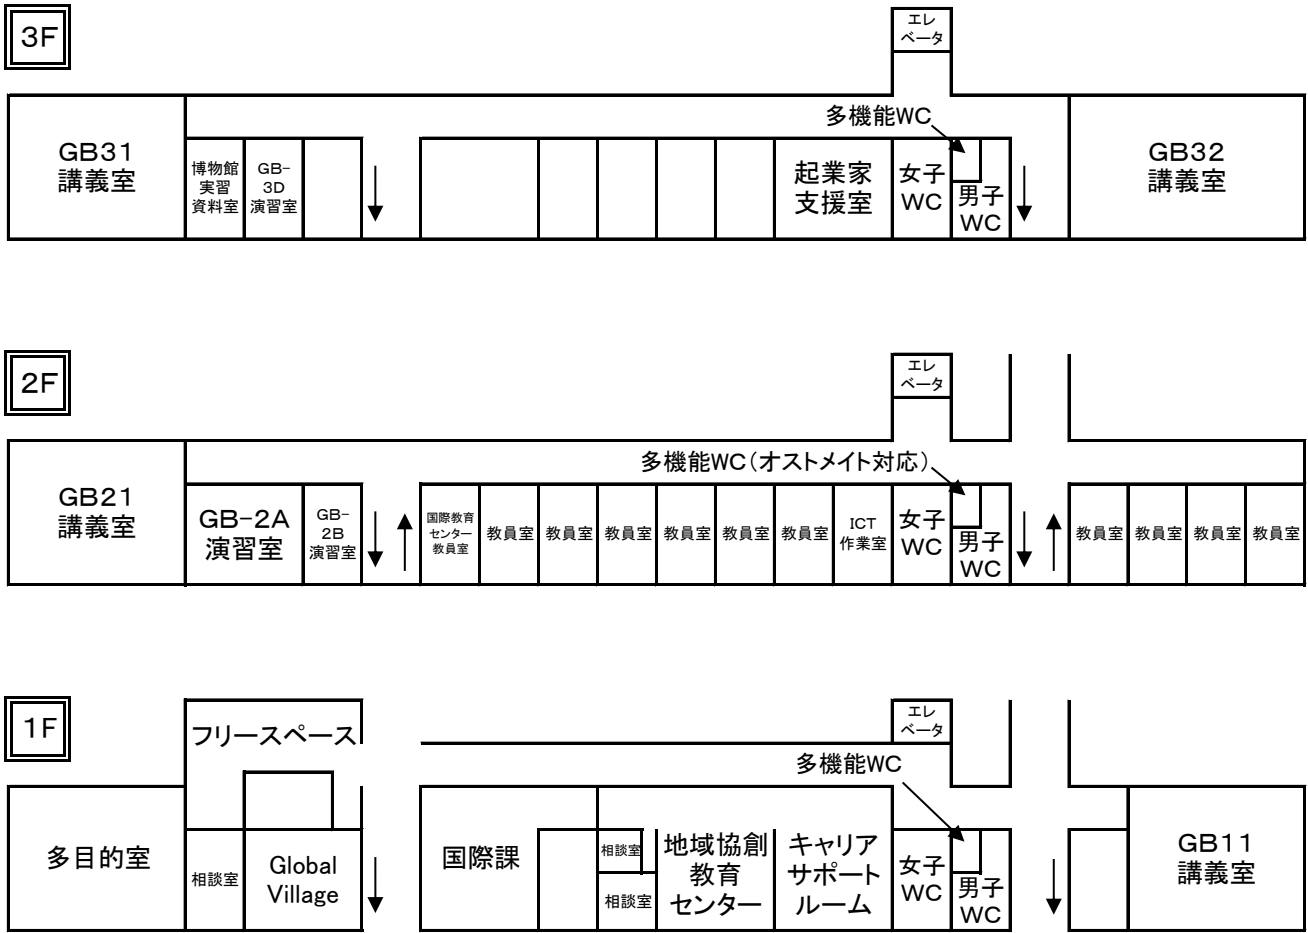 3F
エレ
ベータ
多機能WC
GB31
講義室
博物館
実習
資料室
GB-
3D
演習室
起業家
支援室
女子
WC
男子
WC
GB32
講義室
2F
エレ
ベータ
多機能WC(オストメイト対応)
GB21
講義室
GB-2A
演習室
GB-
2B
演習室
国際教育
センター
教員室
教員室
教員室
教員室
教員室
教員室
教員室
ICT
作業室
女子
WC
男子
WC
教員室
教員室
教員室
教員室
1F
フリースペース
エレ
ベータ
多機能WC
多目的室
相談室
Global
Village
国際課
相談室
相談室
地域協創
教育
センター
キャリア
サポート
ルーム
女子
WC
男子
WC
GB11
講義室